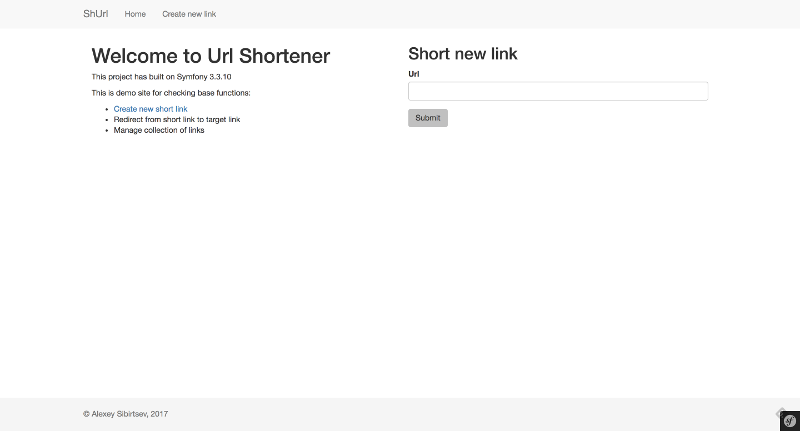 ShUrl Home Create new link
Welcome to Url Shortener
This project has built on Symfony 3.3.10
This is demo site for checking base functions:
Create new short link
Redirect from short link to target link
Manage collection of links
Short new link
Url
Submit
© Alexey Sibirtsev, 2017